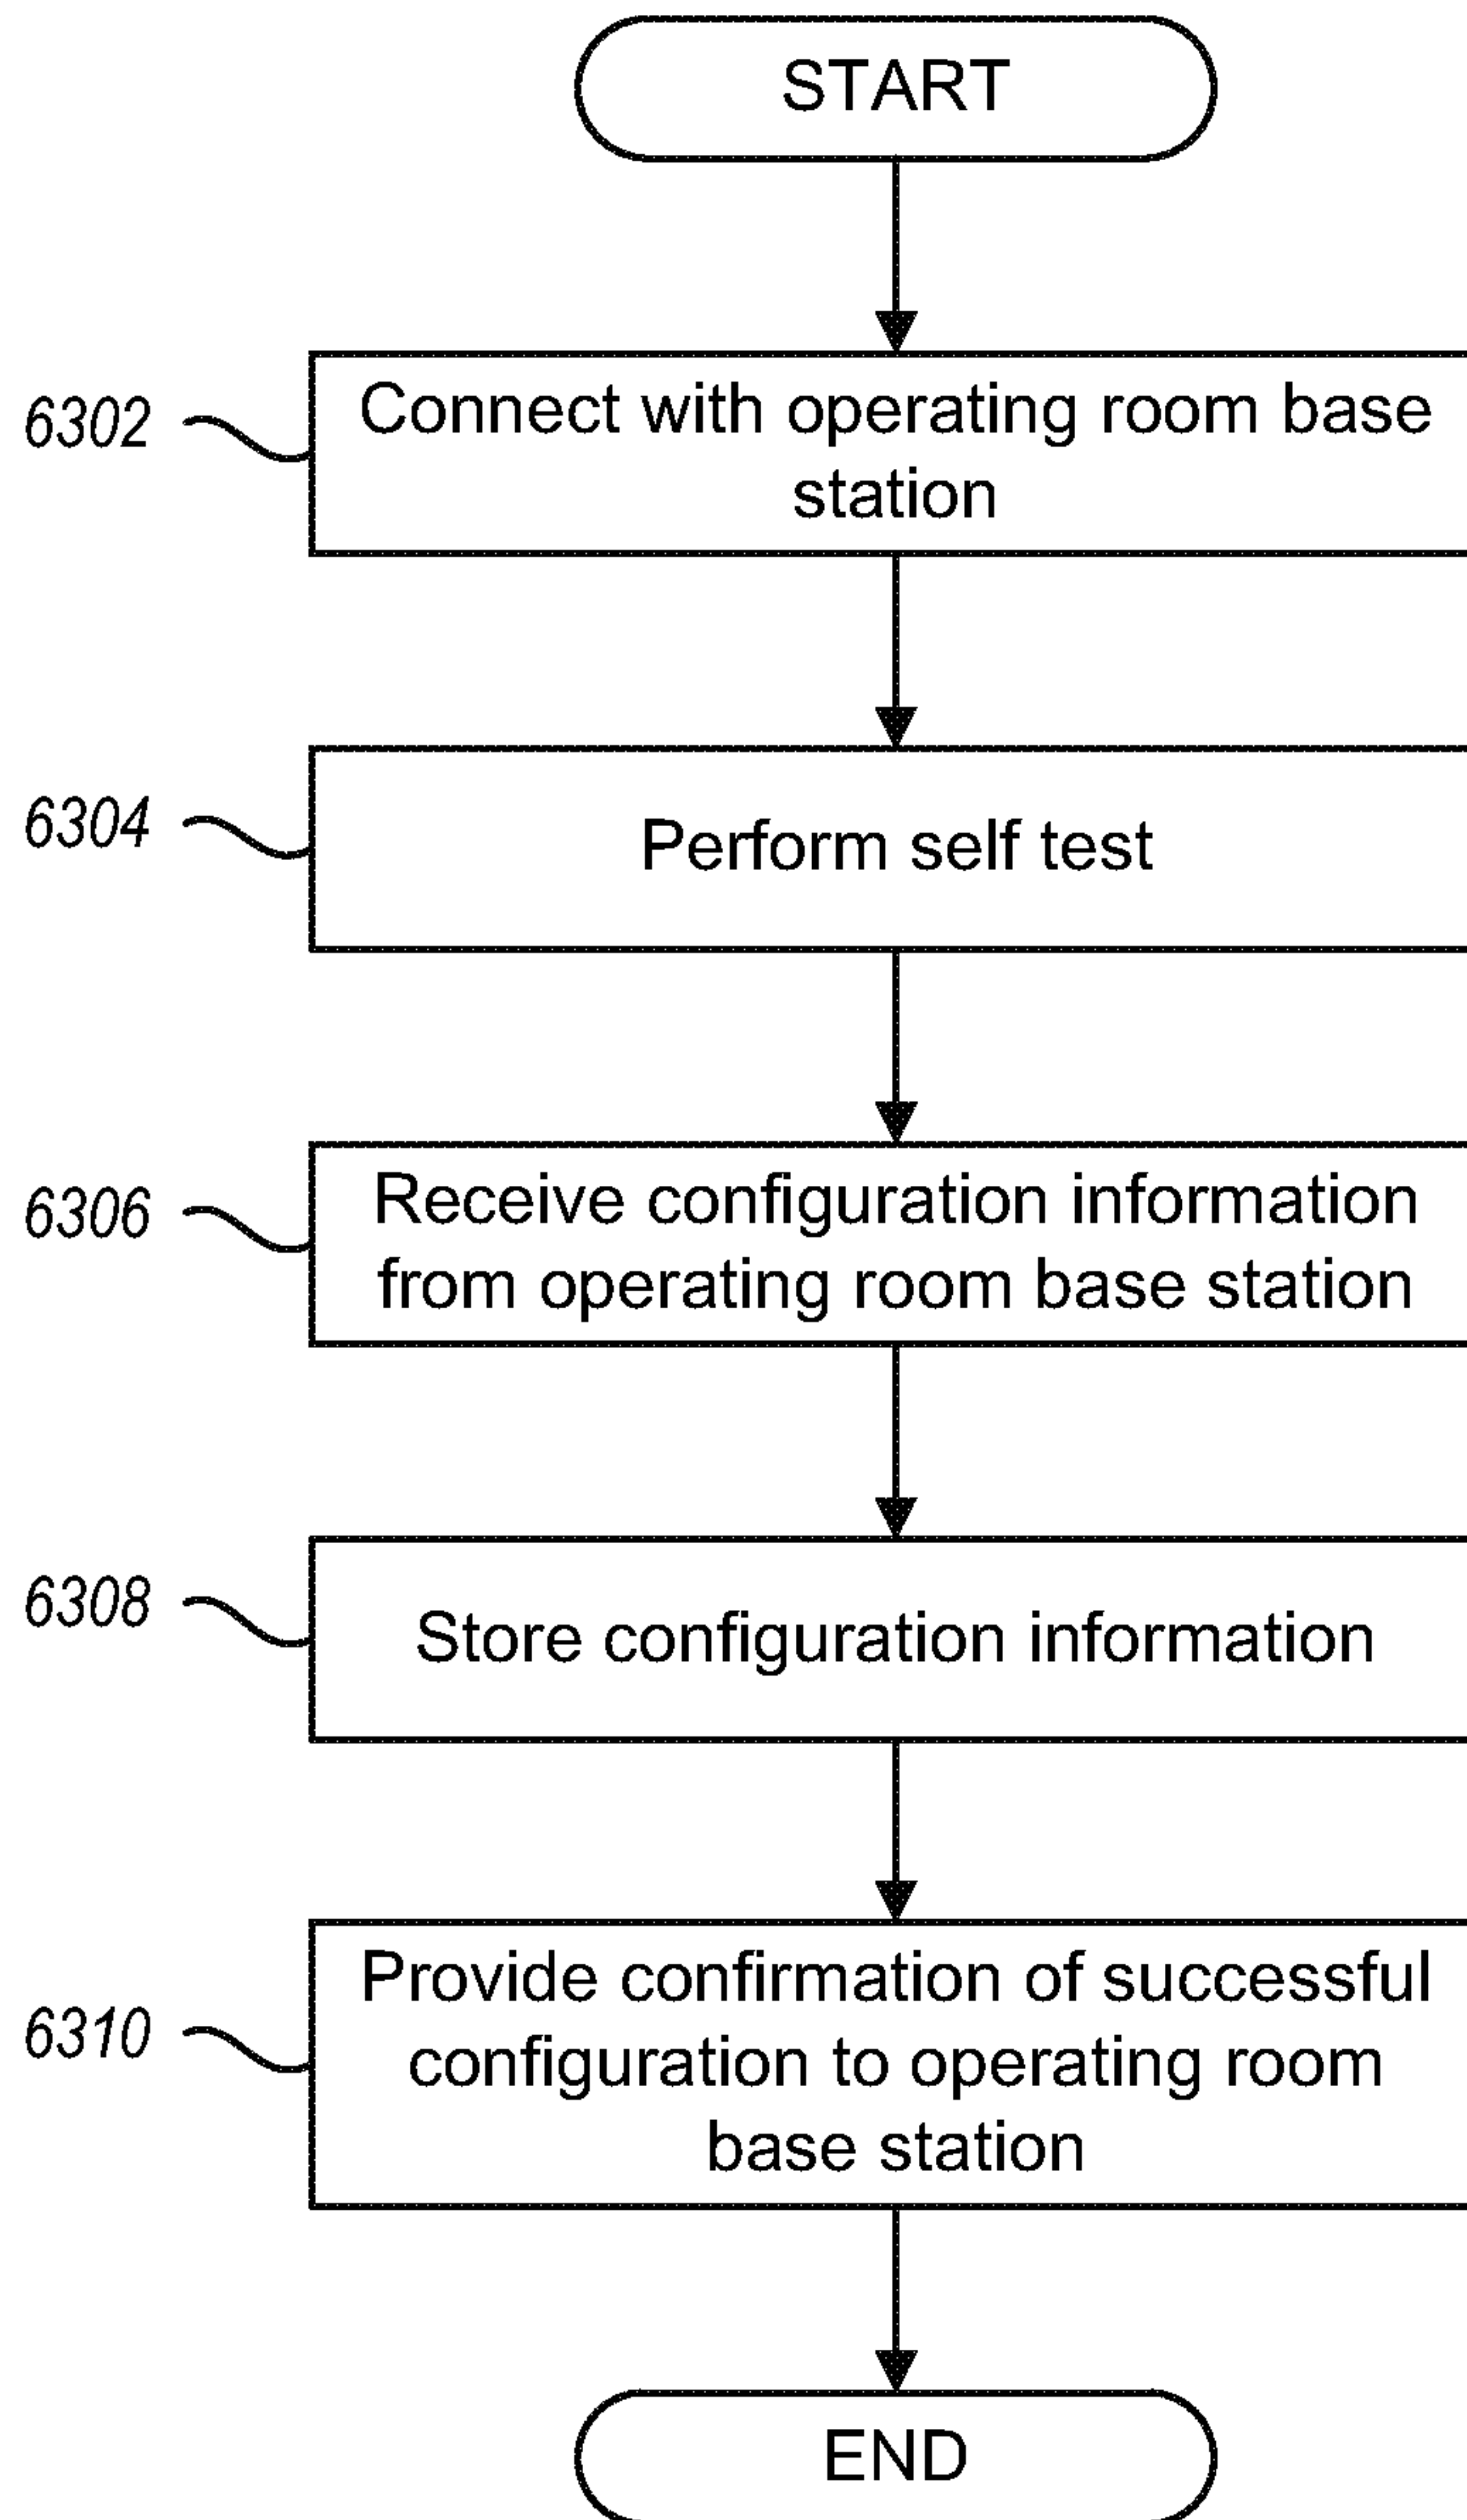 START
6302
Connect with operating room base
station
6304
Perform self test
6306
Receive configuration information
from operating room base station
6308
Store configuration information
6310
Provide confirmation of successful
configuration to operating room
base station
END